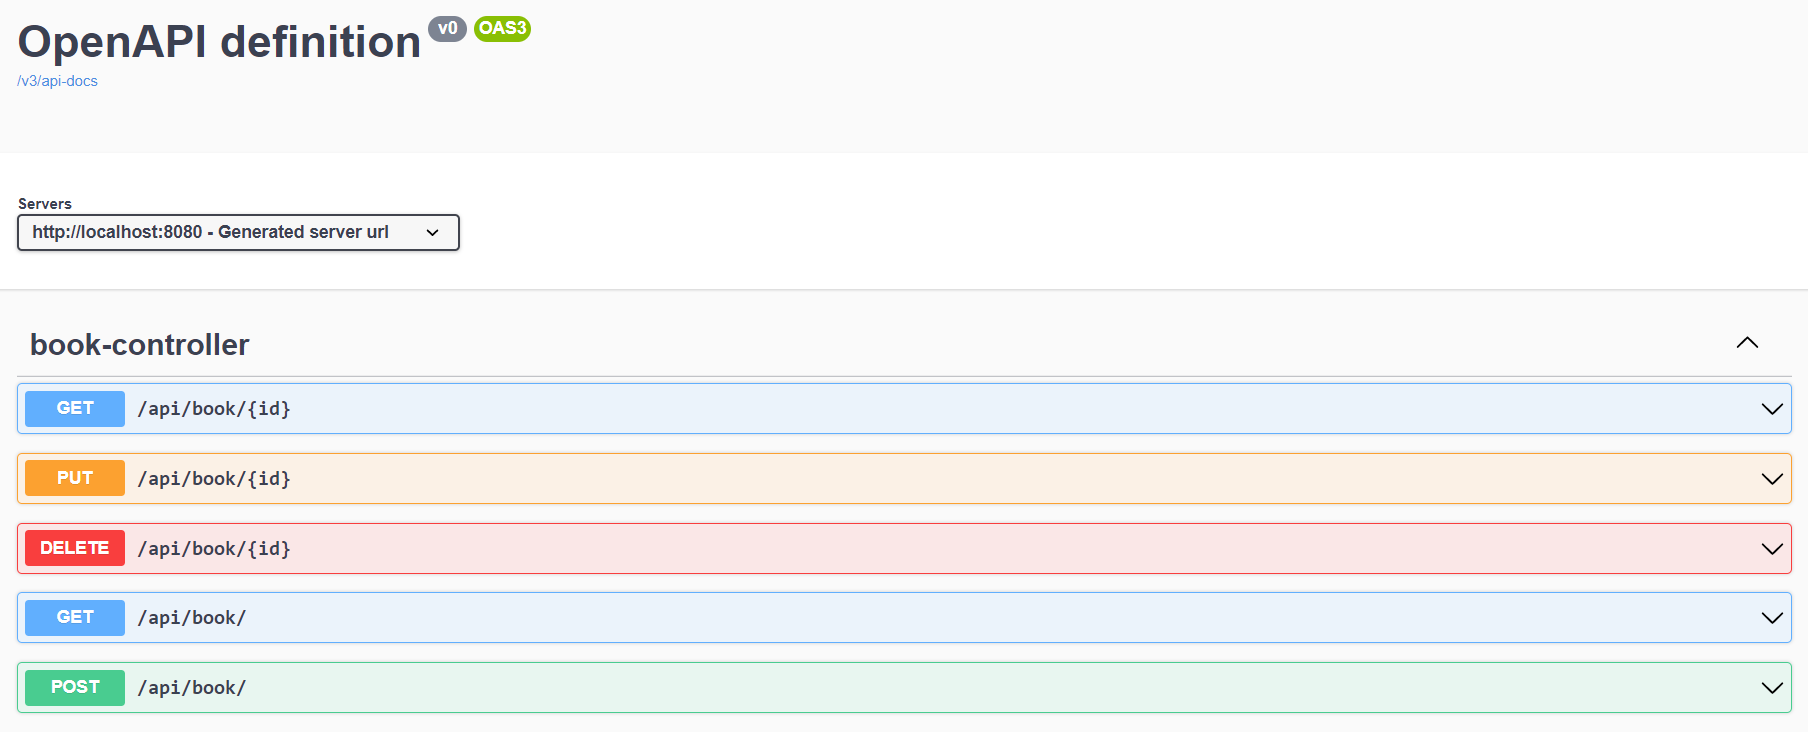 OpenAPI definition v0 OAS3
/v3/api-docs
Servers
http://localhost:8080 - Generated server url
book-controller
GET /api/book/{id}
PUT /api/book/{id}
DELETE /api/book/{id}
GET /api/book/
POST /api/book/